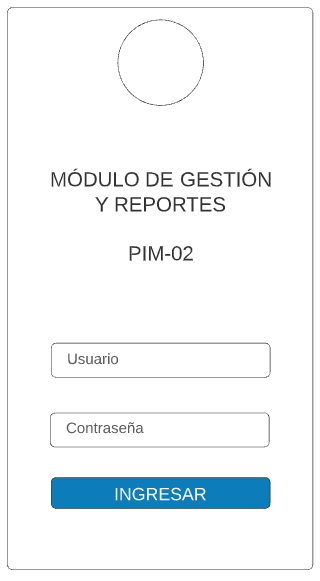 MÓDULO DE GESTIÓN
Y REPORTES
PIM-02
Usuario
Contraseña
INGRESAR